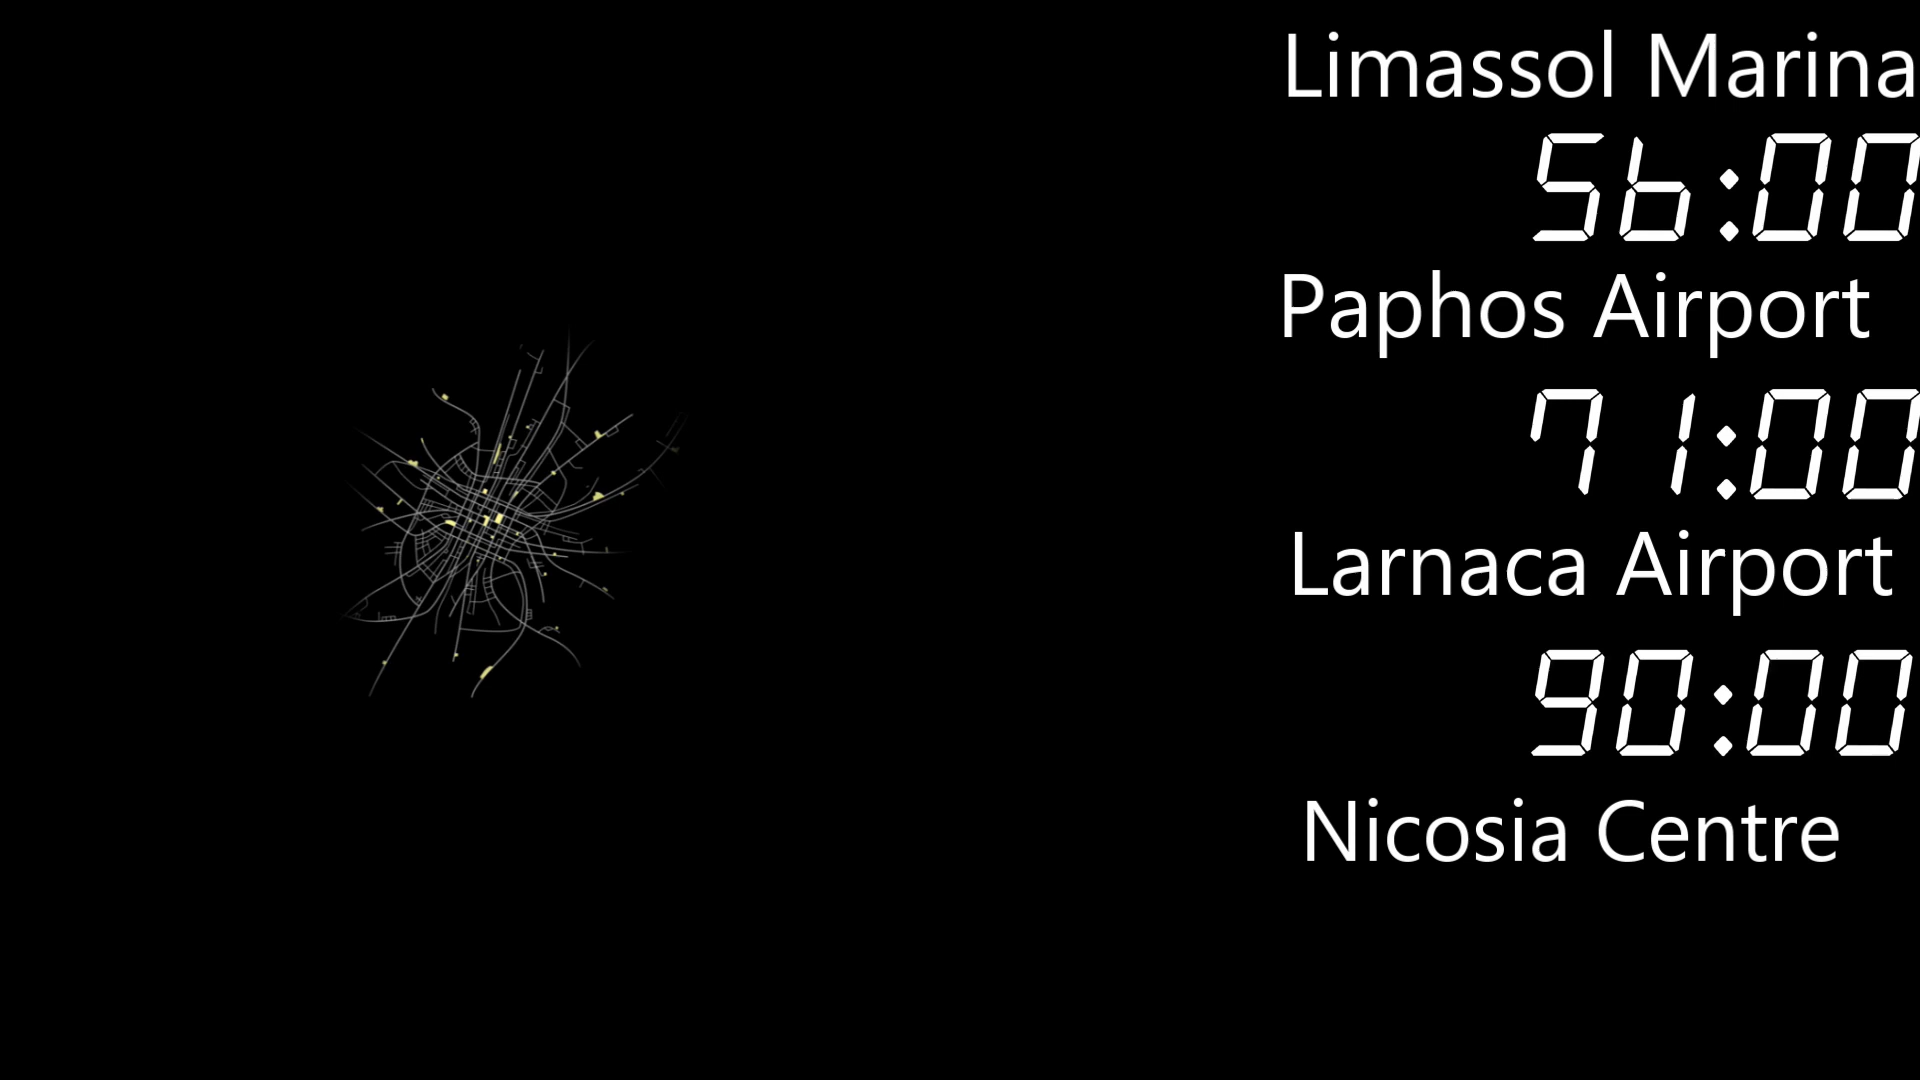 Limassol Marina
56:00
Paphos Airport
71:00
Larnaca Airport
90:00
Nicosia Centre